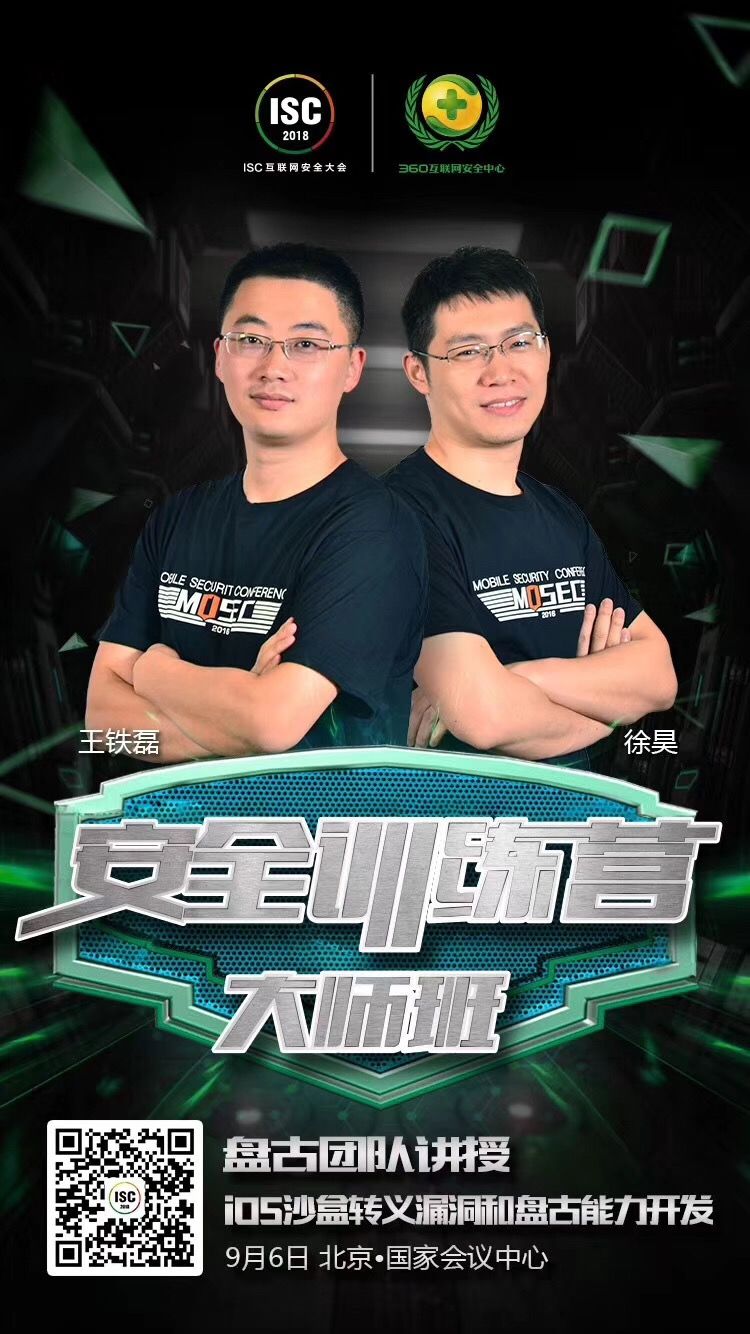 ISC
2018
ISC互联网安全大会
360互联网安全中心
OBILE SECURIT CONFERENC
MOSEC
2016
MOBILE SECURITY CONFERENC
MOSEC
2016
王铁磊
徐昊
安全训练营
大师班
ISC
2018
盘古团队讲授
iOS沙盒转义漏洞和盘古能力开发
9月6日 北京•国家会议中心